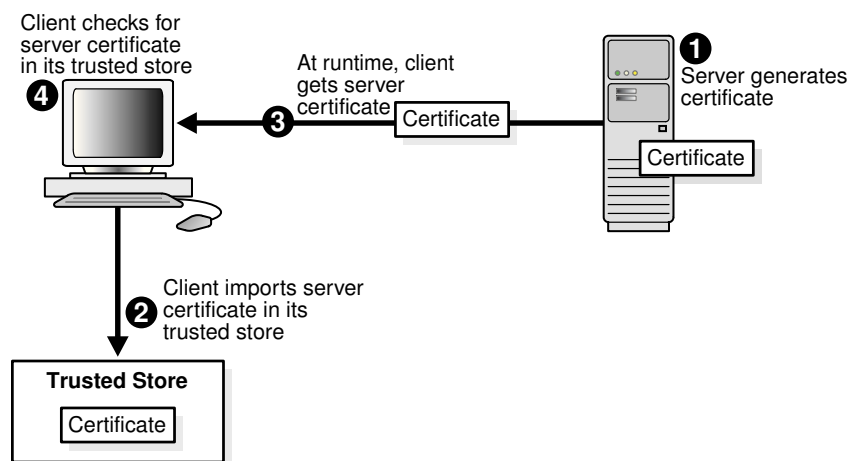 Client checks for
server certificate
in its trusted store
4
At runtime, client
gets server
certificate
3
Certificate
1
Server generates
certificate
Certificate
2
Client imports server
certificate in its
trusted store
Trusted Store
Certificate